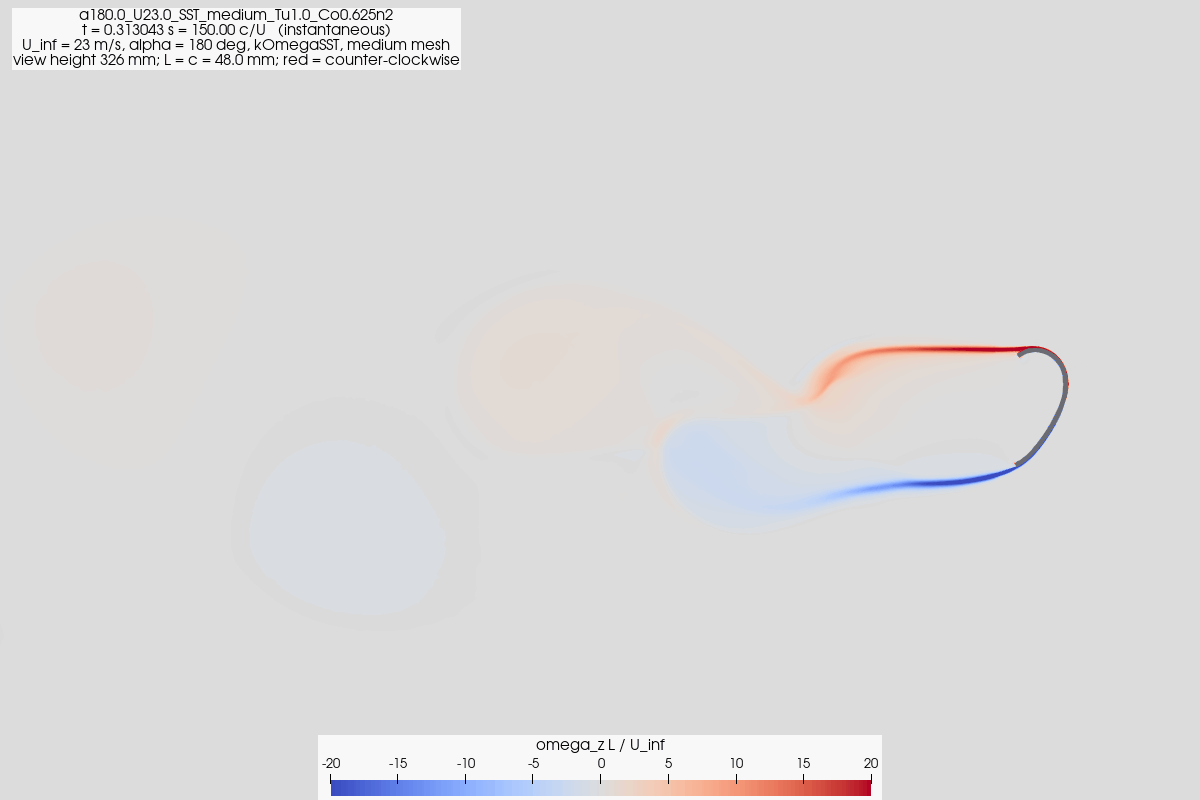 a180.0_U23.0_SST_medium_Tu1.0_Co0.625n2
t = 0.313043 s = 150.00 c/U (instantaneous)
U_inf = 23 m/s, alpha = 180 deg, kOmegaSST, medium mesh
view height 326 mm; L = c = 48.0 mm; red = counter-clockwise
omega_z L / U_inf
-20 -15 -10 -5 0 5 10 15 20